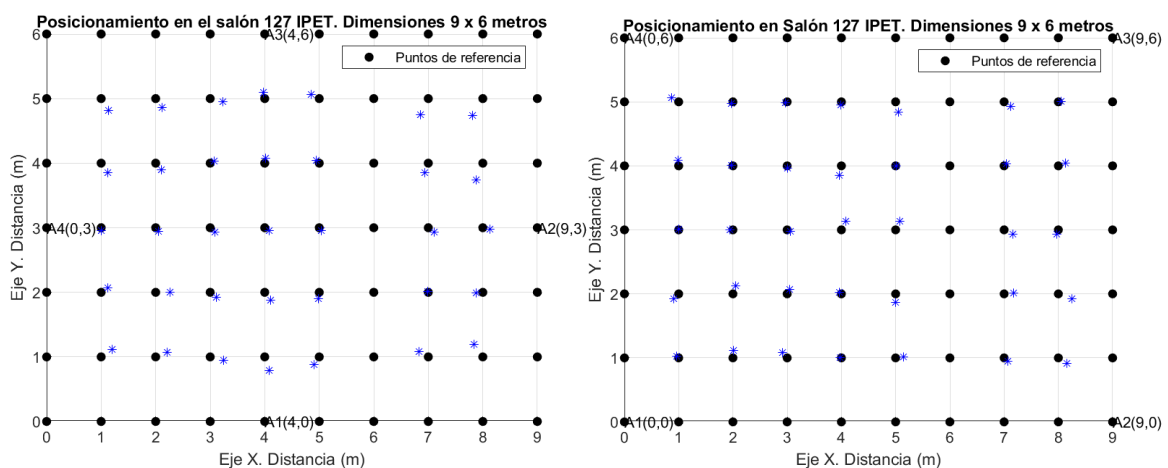 Posicionamiento en el salón 127 IPET. Dimensiones 9 x 6 metros
A3(4,6)
Puntos de referencia
A4(0,3)
A2(9,3)
A1(4,0)
6
5
4
3
2
1
0
Eje Y. Distancia (m)
0 1 2 3 4 5 6 7 8 9
Eje X. Distancia (m)
Posicionamiento en Salón 127 IPET. Dimensiones 9 x 6 metros
A4(0,6)
A3(9,6)
Puntos de referencia
A1(0,0)
A2(9,0)
6
5
4
3
2
1
0
Eje Y. Distancia (m)
0 1 2 3 4 5 6 7 8 9
Eje X. Distancia (m)